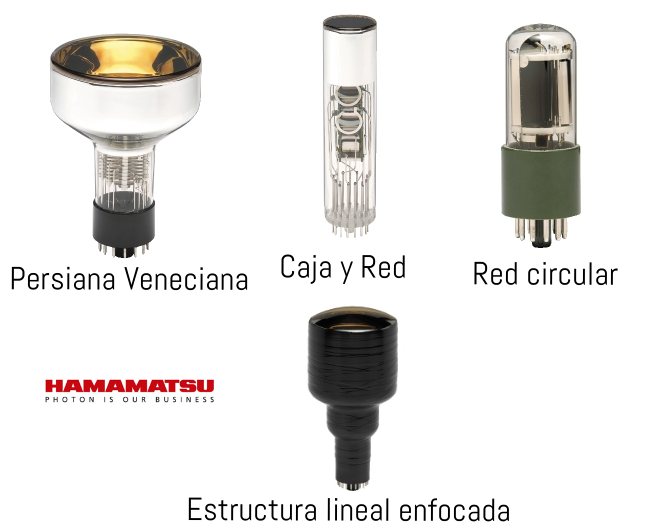 Persiana Veneciana
Caja y Red
Red circular
HAMAMATSU
PHOTON IS OUR BUSINESS
Estructura lineal enfocada